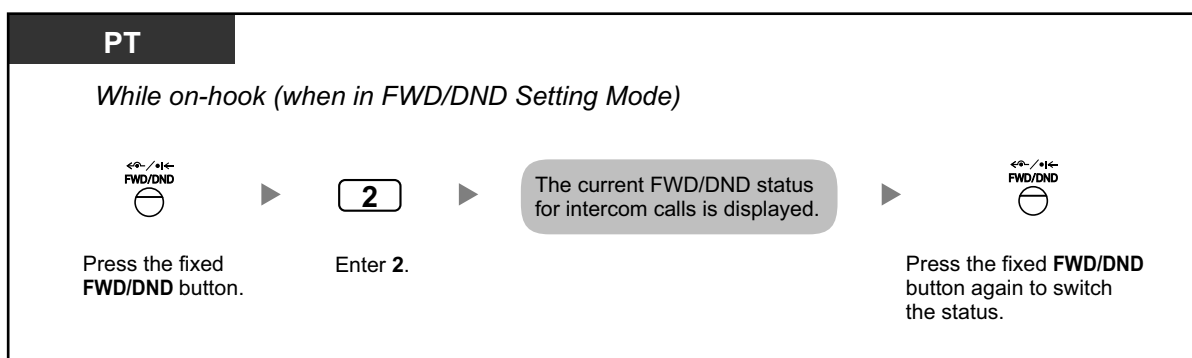 PT
While on-hook (when in FWD/DND Setting Mode)
FWD/DND
2
The current FWD/DND status
for intercom calls is displayed.
FWD/DND
Press the fixed
FWD/DND button.
Enter 2.
Press the fixed FWD/DND
button again to switch
the status.